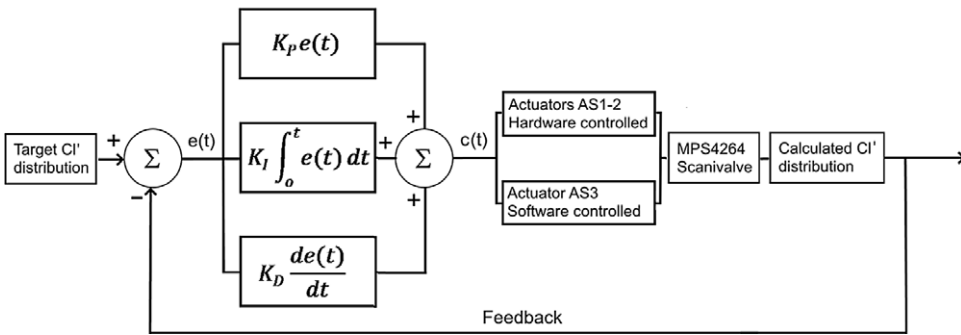 K_P e(t)
Target Cl'
distribution
+
−
Σ
e(t)
K_I ∫_o^t e(t) dt
K_D de(t)/dt
+
+
+
Σ
c(t)
Actuators AS1-2
Hardware controlled
Actuator AS3
Software controlled
MPS4264
Scanivalve
Calculated Cl'
distribution
Feedback